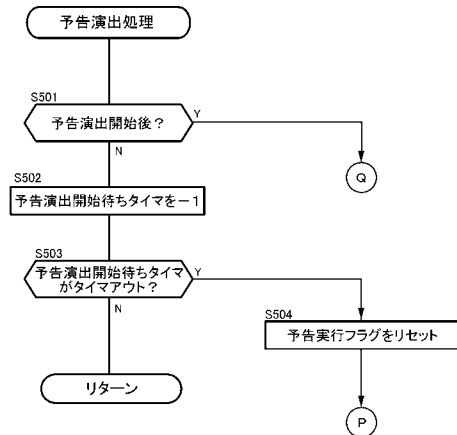 予告演出処理
S501
予告演出開始後？
Y
N
Q
S502
予告演出開始待ちタイマを－１
S503
予告演出開始待ちタイマ
がタイムアウト？
Y
N
S504
予告実行フラグをリセット
リターン
P